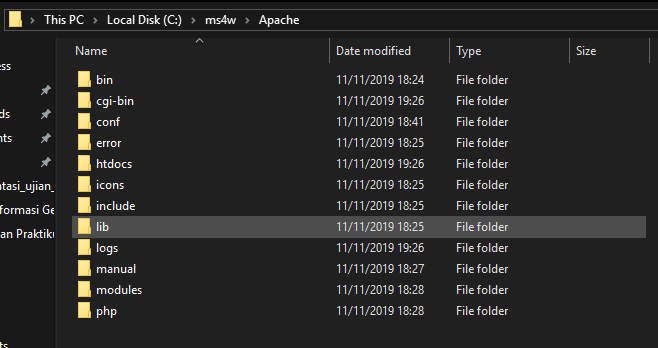 This PC > Local Disk (C:) > ms4w > Apache
Name Date modified Type Size
bin 11/11/2019 18:24 File folder
cgi-bin 11/11/2019 19:26 File folder
conf 11/11/2019 18:41 File folder
error 11/11/2019 18:25 File folder
htdocs 11/11/2019 19:26 File folder
icons 11/11/2019 18:25 File folder
include 11/11/2019 18:25 File folder
lib 11/11/2019 18:25 File folder
logs 11/11/2019 19:26 File folder
manual 11/11/2019 18:27 File folder
modules 11/11/2019 18:28 File folder
php 11/11/2019 18:28 File folder
ess
ds
nts
atasi_ujian_
formasi Ge
an Praktiku
ts